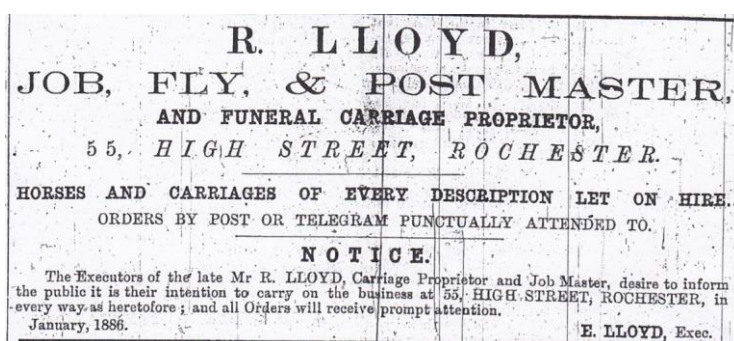 R. LLOYD,
JOB, FLY, & POST MASTER,
AND FUNERAL CARRIAGE PROPRIETOR,
55, HIGH STREET, ROCHESTER.
HORSES AND CARRIAGES OF EVERY DESCRIPTION LET ON HIRE.
ORDERS BY POST OR TELEGRAM PUNCTUALLY ATTENDED TO.
NOTICE.
The Executors of the late Mr R. LLOYD, Carriage Proprietor and Job Master, desire to inform
the public it is their intention to carry on the business at 55, HIGH STREET, ROCHESTER, in
every way as heretofore; and all Orders will receive prompt attention.
January, 1886.
E. LLOYD, Exec.